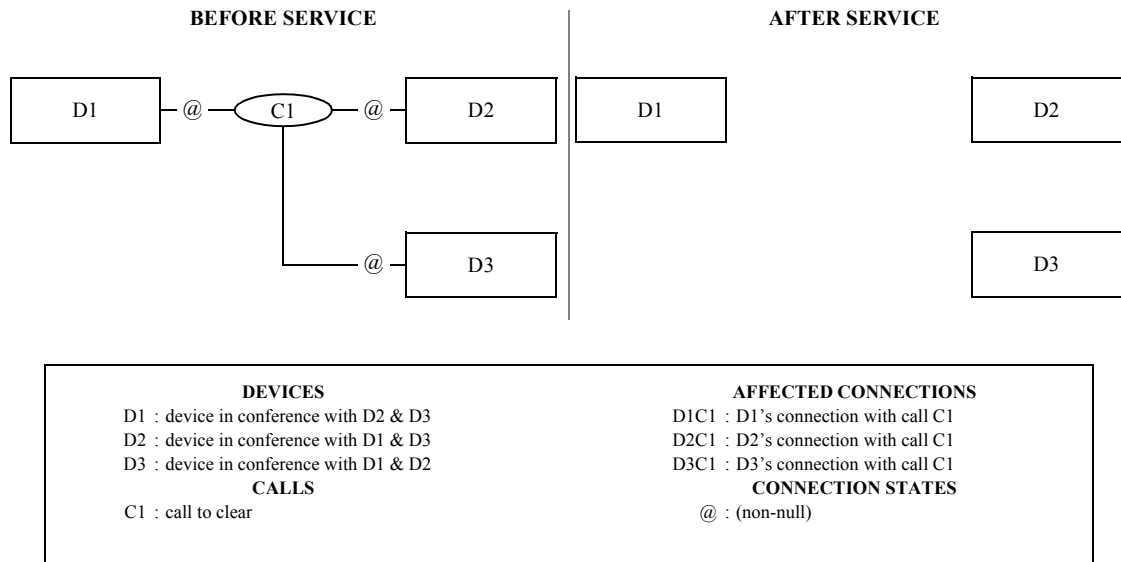 BEFORE SERVICE
AFTER SERVICE
D1 @ C1 @ D2
D1 D2
@ D3
D3
DEVICES
D1 : device in conference with D2 & D3
D2 : device in conference with D1 & D3
D3 : device in conference with D1 & D2
CALLS
C1 : call to clear
AFFECTED CONNECTIONS
D1C1 : D1’s connection with call C1
D2C1 : D2’s connection with call C1
D3C1 : D3’s connection with call C1
CONNECTION STATES
@ : (non-null)